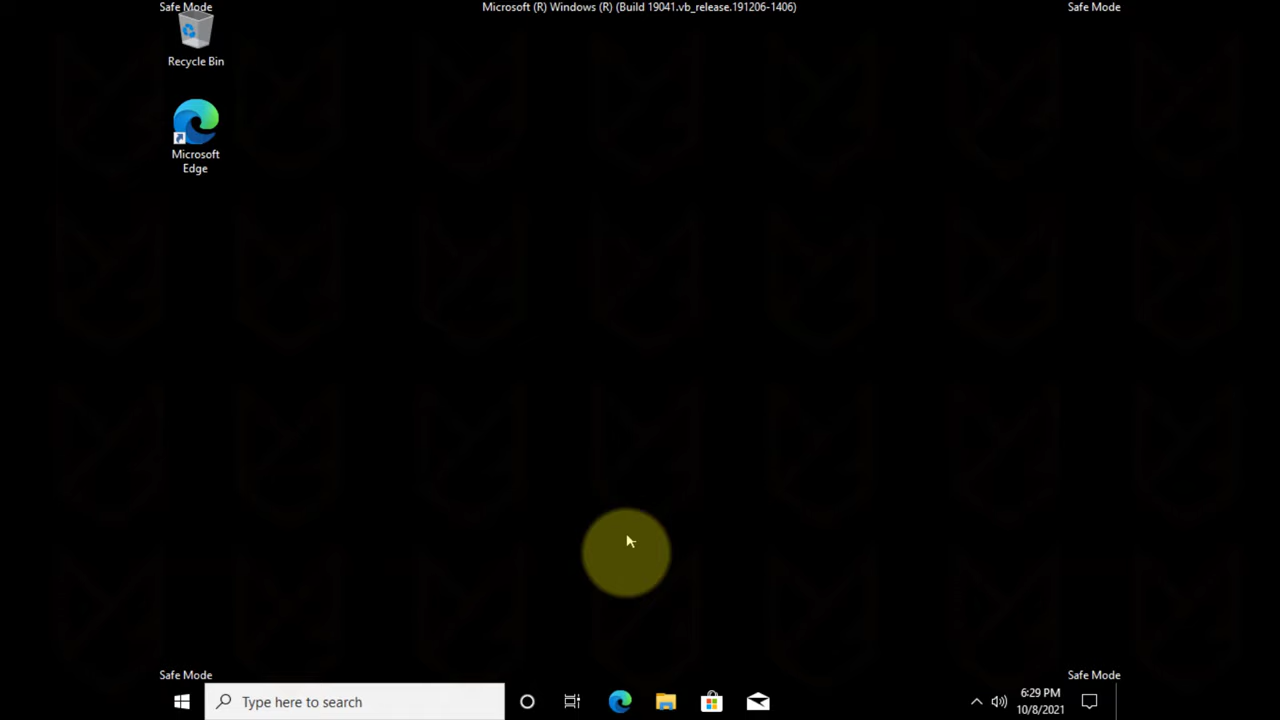 Safe Mode
Microsoft (R) Windows (R) (Build 19041.vb_release.191206-1406)
Safe Mode
Recycle Bin
Microsoft
Edge
Safe Mode
Safe Mode
Type here to search
6:29 PM
10/8/2021